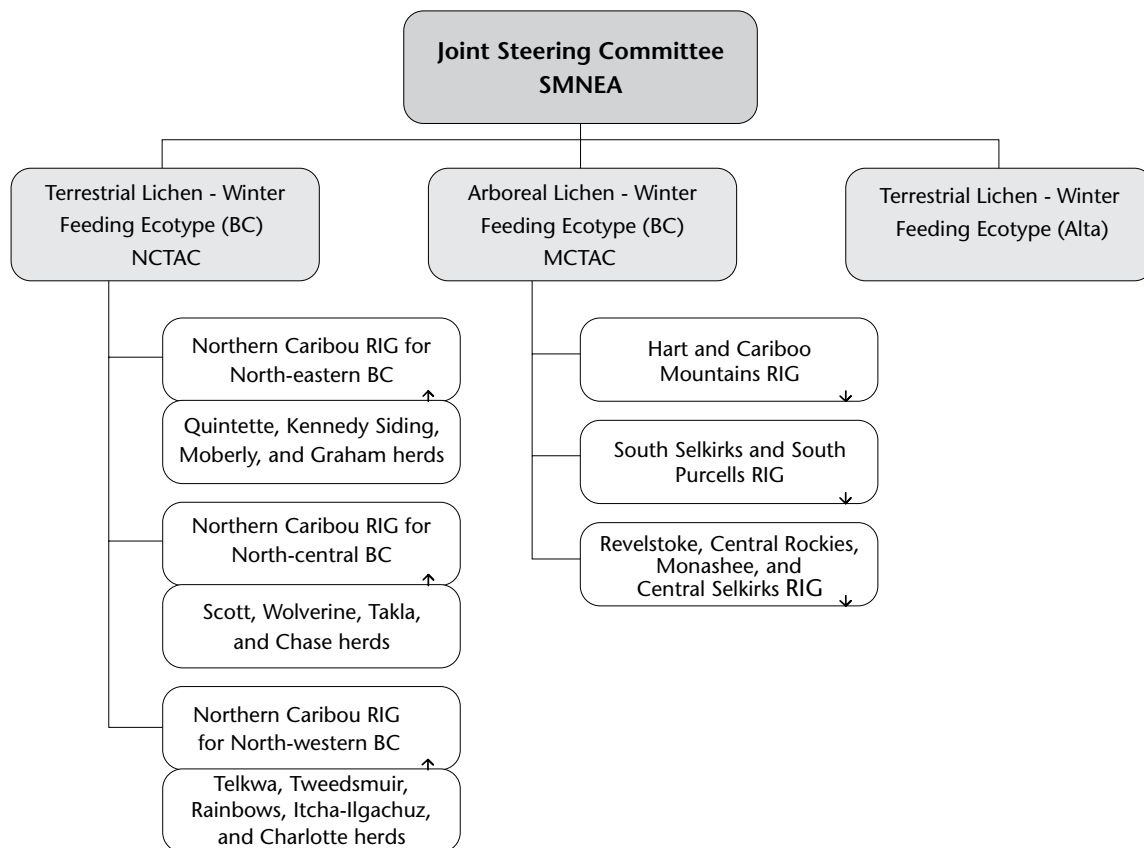 Joint Steering Committee
SMNEA
Terrestrial Lichen - Winter
Feeding Ecotype (BC)
NCTAC
Arboreal Lichen - Winter
Feeding Ecotype (BC)
MCTAC
Terrestrial Lichen - Winter
Feeding Ecotype (Alta)
Northern Caribou RIG for
North-eastern BC
Quintette, Kennedy Siding,
Moberly, and Graham herds
Northern Caribou RIG for
North-central BC
Scott, Wolverine, Takla,
and Chase herds
Northern Caribou RIG
for North-western BC
Telkwa, Tweedsmuir,
Rainbows, Itcha-Ilgachuz,
and Charlotte herds
Hart and Cariboo
Mountains RIG
South Selkirks and South
Purcells RIG
Revelstoke, Central Rockies,
Monashee, and
Central Selkirks RIG